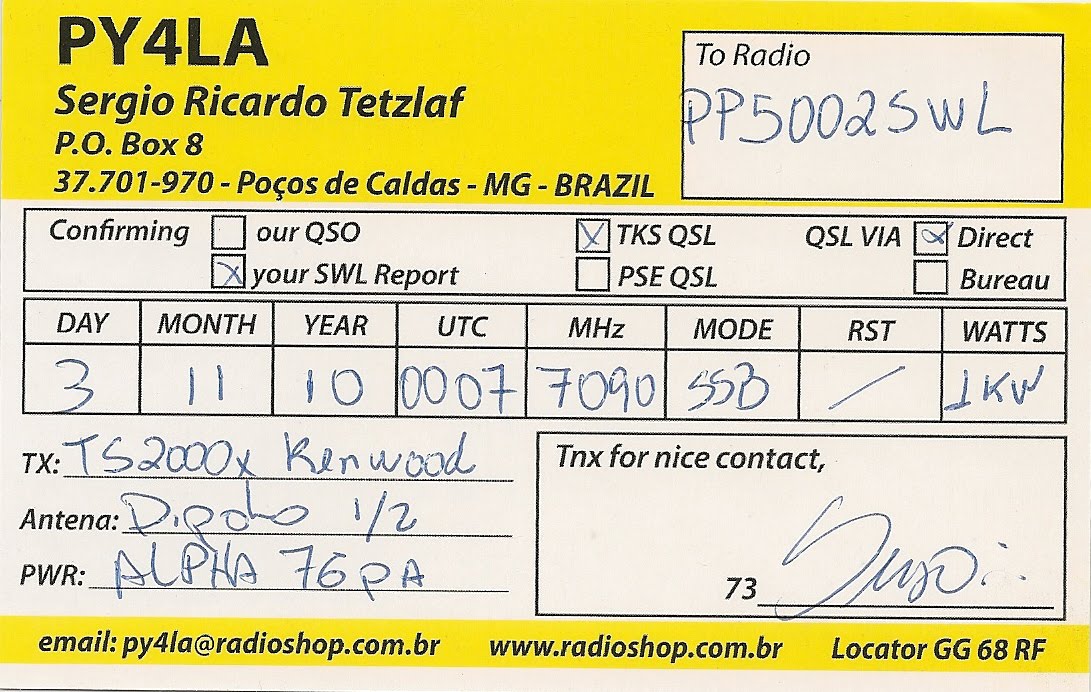 PY4LA
Sergio Ricardo Tetzlaf
P.O. Box 8
37.701-970 - Poços de Caldas - MG - BRAZIL
To Radio
PP5002SWL
Confirming our QSO
X your SWL Report
X TKS QSL
PSE QSL
QSL VIA X Direct
Bureau
DAY MONTH YEAR UTC MHz MODE RST WATTS
3 11 10 0007 7090 SSB / 1KW
TX: TS2000x Kenwood
Antena: Dipolo 1/2
PWR: ALPHA 76PA
Tnx for nice contact,
73
email: py4la@radioshop.com.br www.radioshop.com.br Locator GG 68 RF